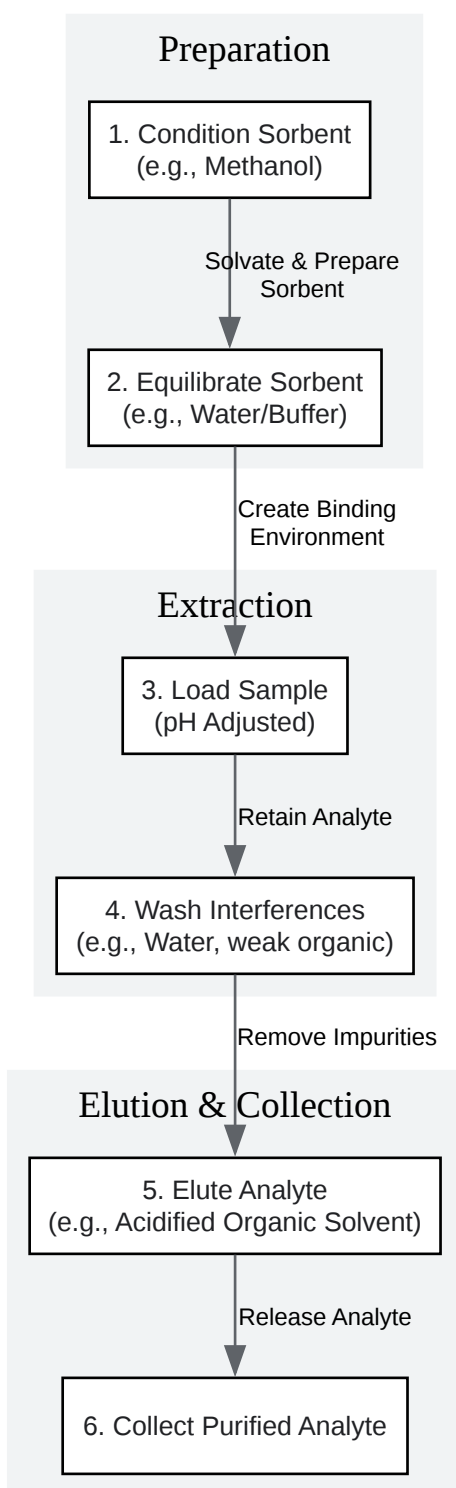 Preparation
1. Condition Sorbent
(e.g., Methanol)
Solvate & Prepare
Sorbent
2. Equilibrate Sorbent
(e.g., Water/Buffer)
Create Binding
Environment
Extraction
3. Load Sample
(pH Adjusted)
Retain Analyte
4. Wash Interferences
(e.g., Water, weak organic)
Remove Impurities
Elution & Collection
5. Elute Analyte
(e.g., Acidified Organic Solvent)
Release Analyte
6. Collect Purified Analyte